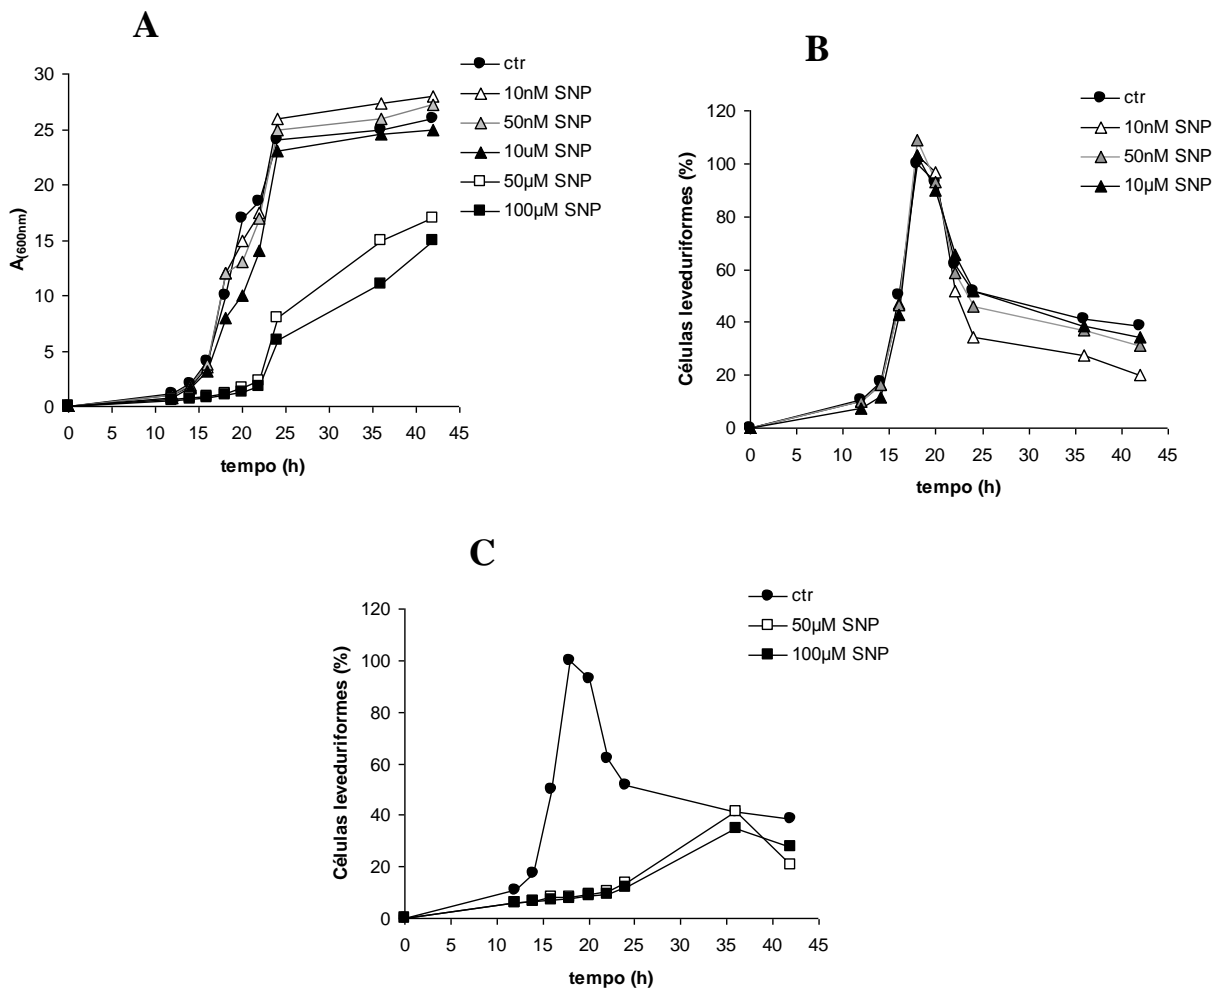 A
ctr
10nM SNP
50nM SNP
10uM SNP
50µM SNP
100µM SNP
A(600nm)
30
25
20
15
10
5
0
0 5 10 15 20 25 30 35 40 45
tempo (h)
B
ctr
10nM SNP
50nM SNP
10µM SNP
Células leveduriformes (%)
120
100
80
60
40
20
0
0 5 10 15 20 25 30 35 40 45
tempo (h)
C
ctr
50µM SNP
100µM SNP
Células leveduriformes (%)
120
100
80
60
40
20
0
0 5 10 15 20 25 30 35 40 45
tempo (h)